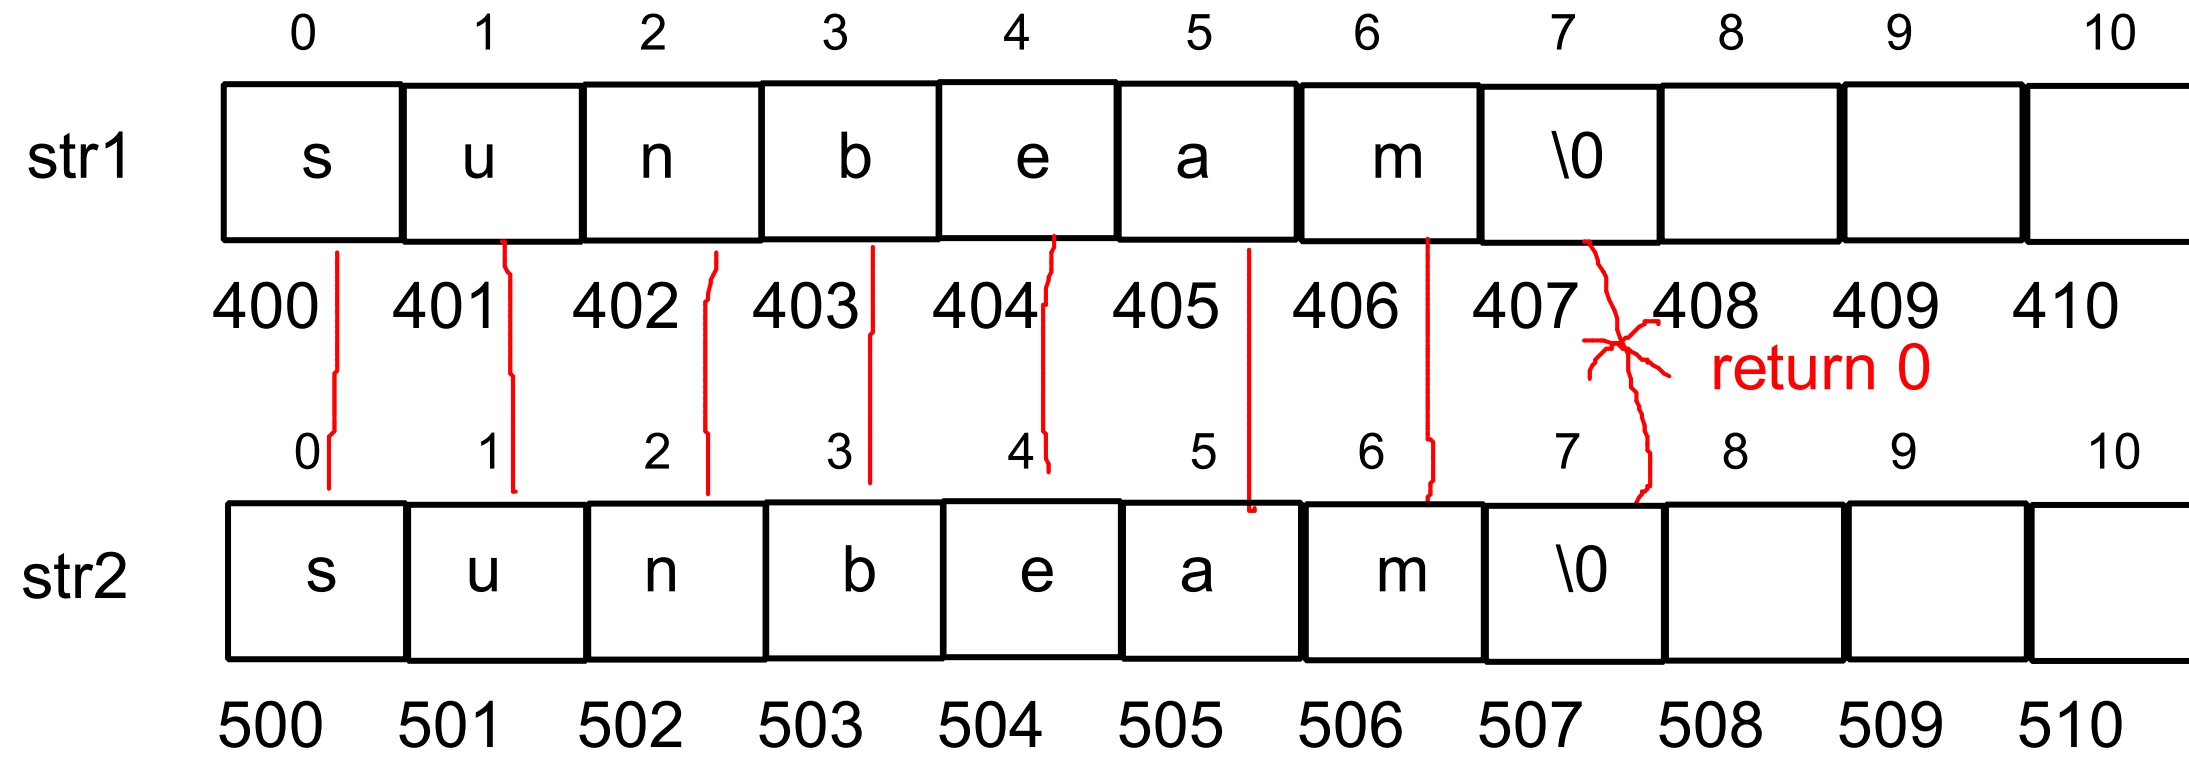 0 1 2 3 4 5 6 7 8 9 10
str1 s u n b e a m \0
400 401 402 403 404 405 406 407 408 409 410
return 0
0 1 2 3 4 5 6 7 8 9 10
str2 s u n b e a m \0
500 501 502 503 504 505 506 507 508 509 510